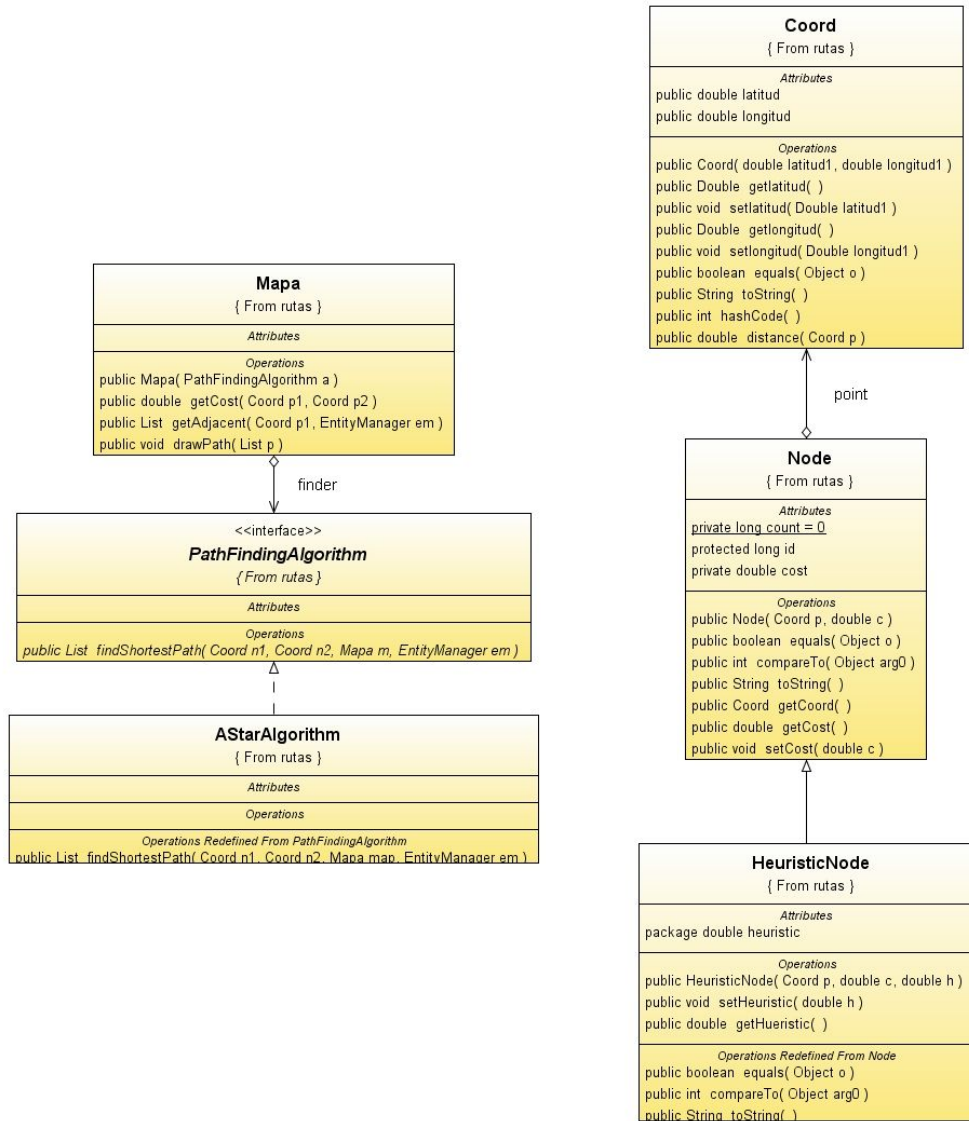 Coord
{ From rutas }
Attributes
public double latitud
public double longitud
Operations
public Coord( double latitud1, double longitud1 )
public Double getlatitud( )
public void setlatitud( Double latitud1 )
public Double getlongitud( )
public void setlongitud( Double longitud1 )
public boolean equals( Object o )
public String toString( )
public int hashCode( )
public double distance( Coord p )
point
Mapa
{ From rutas }
Attributes
Operations
public Mapa( PathFindingAlgorithm a )
public double getCost( Coord p1, Coord p2 )
public List getAdjacent( Coord p1, EntityManager em )
public void drawPath( List p )
finder
<<interface>>
PathFindingAlgorithm
{ From rutas }
Attributes
Operations
public List findShortestPath( Coord n1, Coord n2, Mapa m, EntityManager em )
AStarAlgorithm
{ From rutas }
Attributes
Operations
Operations Redefined From PathFindingAlgorithm
public List findShortestPath( Coord n1, Coord n2, Mapa map, EntityManager em )
Node
{ From rutas }
Attributes
private long count = 0
protected long id
private double cost
Operations
public Node( Coord p, double c )
public boolean equals( Object o )
public int compareTo( Object arg0 )
public String toString( )
public Coord getCoord( )
public double getCost( )
public void setCost( double c )
HeuristicNode
{ From rutas }
Attributes
package double heuristic
Operations
public HeuristicNode( Coord p, double c, double h )
public void setHeuristic( double h )
public double getHueristic( )
Operations Redefined From Node
public boolean equals( Object o )
public int compareTo( Object arg0 )
public String toString( )